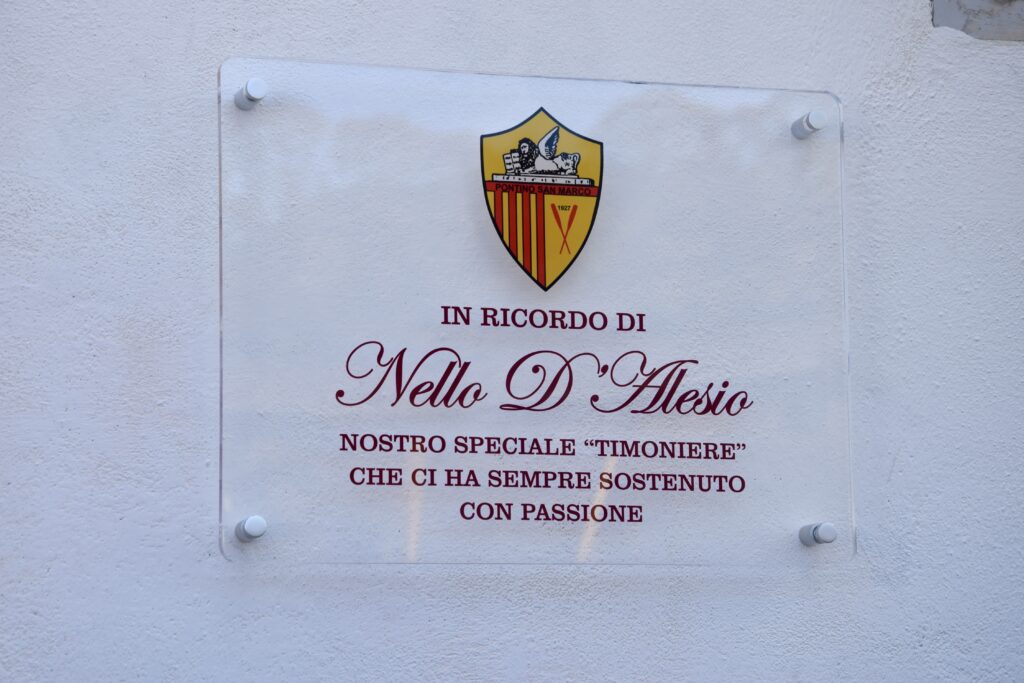 PONTINO SAN MARCO
1927
IN RICORDO DI
Nello D'Alesio
NOSTRO SPECIALE “TIMONIERE”
CHE CI HA SEMPRE SOSTENUTO
CON PASSIONE